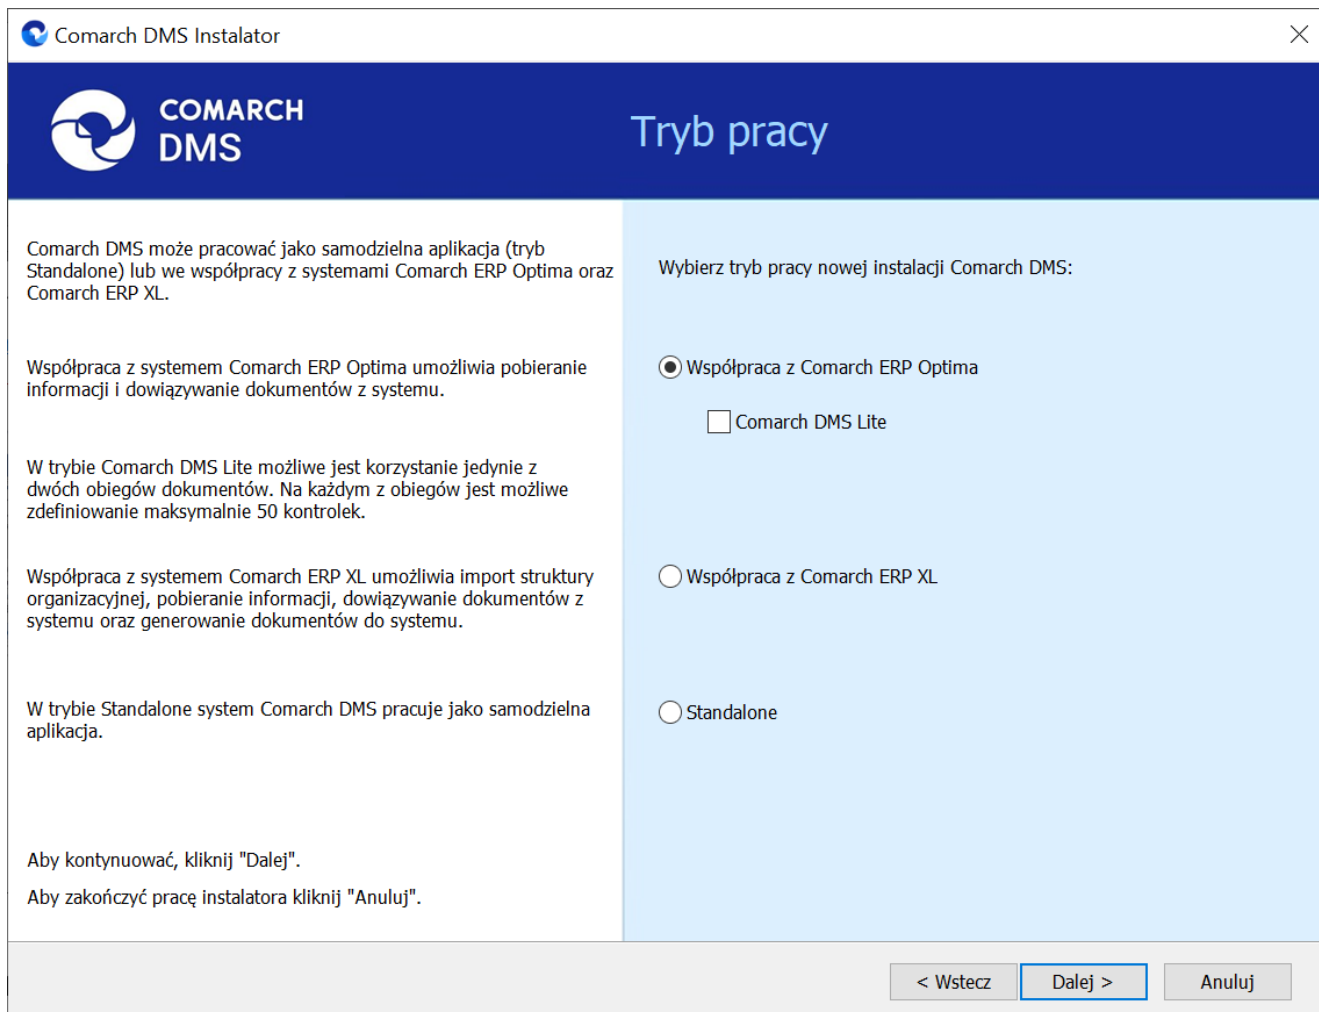 Comarch DMS Instalator
COMARCH
DMS
Tryb pracy
Comarch DMS może pracować jako samodzielna aplikacja (tryb
Standalone) lub we współpracy z systemami Comarch ERP Optima oraz
Comarch ERP XL.
Współpraca z systemem Comarch ERP Optima umożliwia pobieranie
informacji i dowiązywanie dokumentów z systemu.
W trybie Comarch DMS Lite możliwe jest korzystanie jedynie z
dwóch obiegów dokumentów. Na każdym z obiegów jest możliwe
zdefiniowanie maksymalnie 50 kontrolek.
Współpraca z systemem Comarch ERP XL umożliwia import struktury
organizacyjnej, pobieranie informacji, dowiązywanie dokumentów z
systemu oraz generowanie dokumentów do systemu.
W trybie Standalone system Comarch DMS pracuje jako samodzielna
aplikacja.
Aby kontynuować, kliknij "Dalej".
Aby zakończyć pracę instalatora kliknij "Anuluj".
Wybierz tryb pracy nowej instalacji Comarch DMS:
Współpraca z Comarch ERP Optima
Comarch DMS Lite
Współpraca z Comarch ERP XL
Standalone
< Wstecz
Dalej >
Anuluj